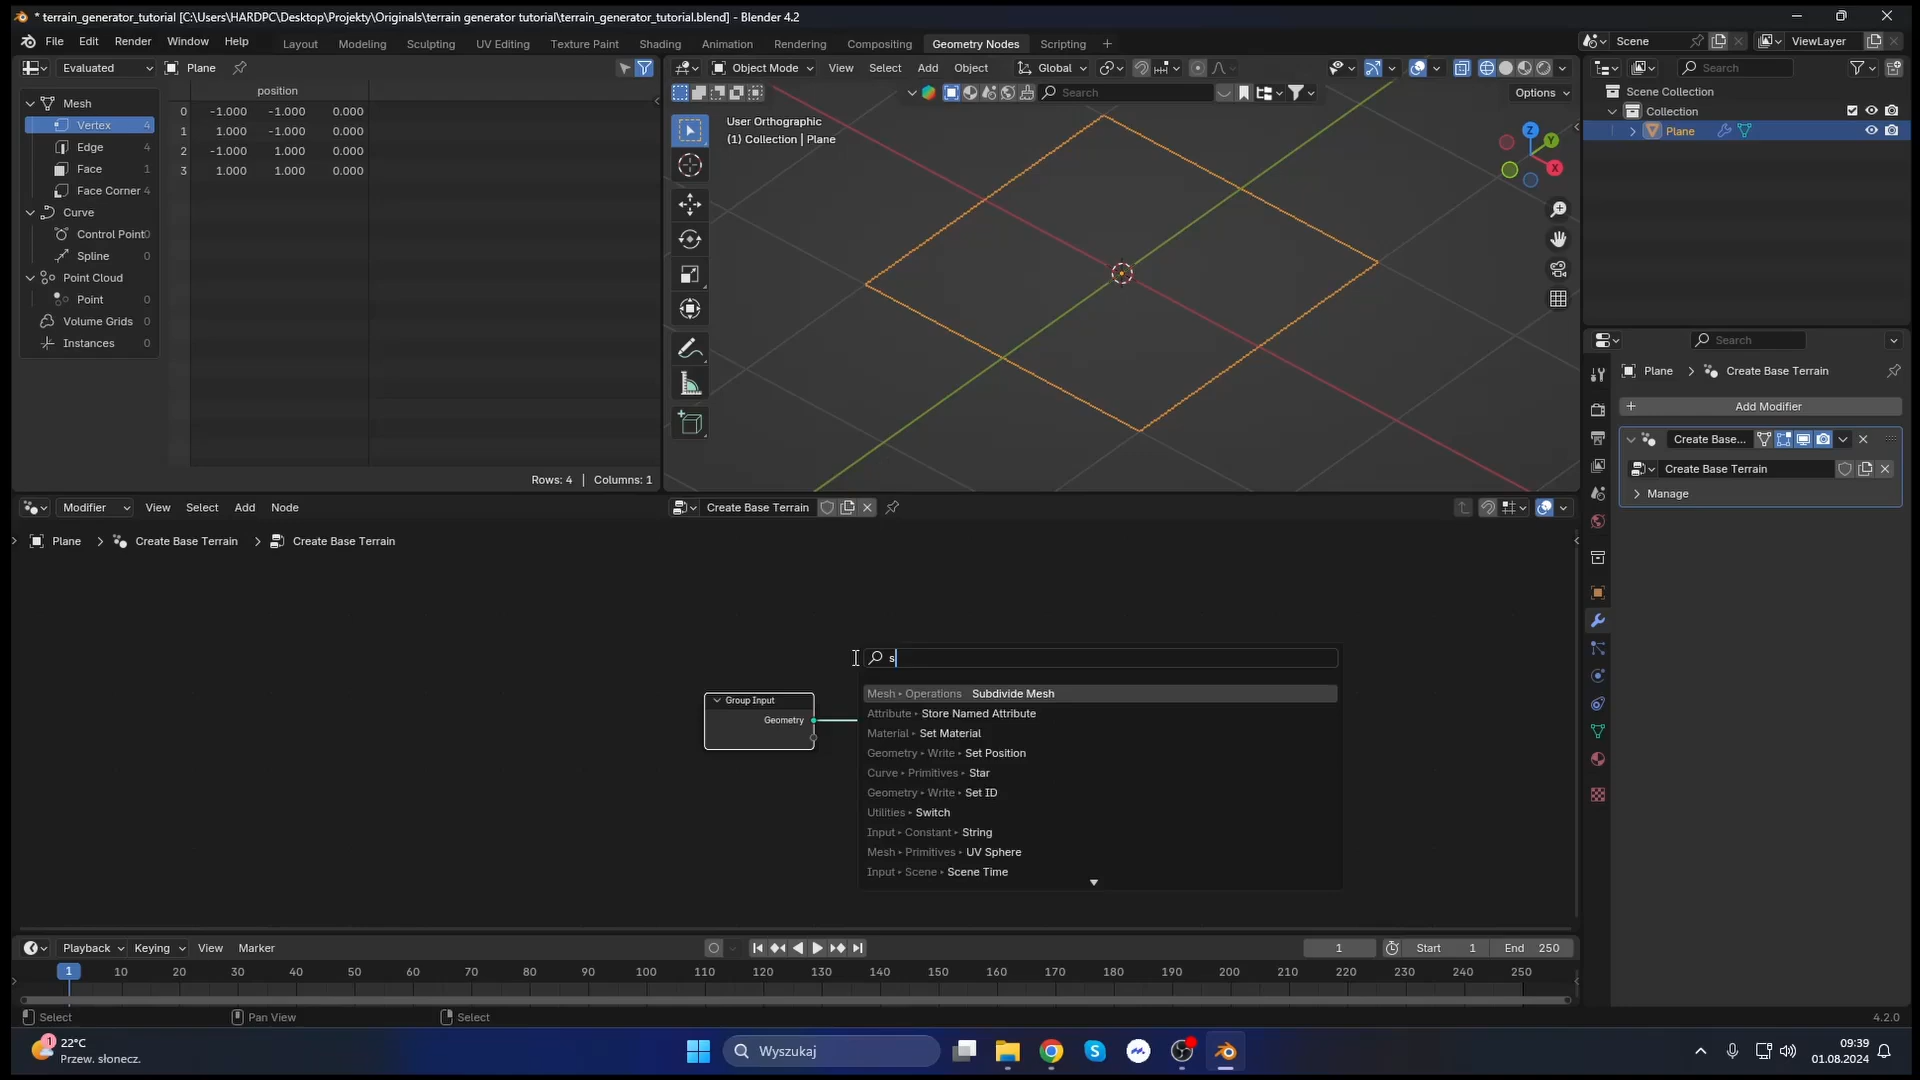 * terrain_generator_tutorial [C:\Users\HARDPC\Desktop\Projekty\Originals\terrain generator tutorial\terrain_generator_tutorial.blend] - Blender 4.2
File Edit Render Window Help Layout Modeling Sculpting UV Editing Texture Paint Shading Animation Rendering Compositing Geometry Nodes Scripting + Scene ViewLayer
Evaluated Plane
Object Mode View Select Add Object Global
Search
Search
Options
position
0 -1.000 -1.000 0.000
1 1.000 -1.000 0.000
2 -1.000 1.000 0.000
3 1.000 1.000 0.000
Mesh
Vertex 4
Edge 4
Face 1
Face Corner 4
Curve
Control Point 0
Spline 0
Point Cloud
Point 0
Volume Grids 0
Instances 0
Rows: 4 | Columns: 1
User Orthographic
(1) Collection | Plane
Z
Y
X
Scene Collection
Collection
Plane
Search
Plane > Create Base Terrain
+ Add Modifier
Create Base...
Create Base Terrain
Manage
Modifier View Select Add Node Create Base Terrain
Plane > Create Base Terrain > Create Base Terrain
s
Group Input
Geometry
Mesh ▸ Operations Subdivide Mesh
Attribute ▸ Store Named Attribute
Material ▸ Set Material
Geometry ▸ Write ▸ Set Position
Curve ▸ Primitives ▸ Star
Geometry ▸ Write ▸ Set ID
Utilities ▸ Switch
Input ▸ Constant ▸ String
Mesh ▸ Primitives ▸ UV Sphere
Input ▸ Scene ▸ Scene Time
Playback Keying View Marker 1 Start 1 End 250
1 10 20 30 40 50 60 70 80 90 100 110 120 130 140 150 160 170 180 190 200 210 220 230 240 250
Select Pan View Select 4.2.0
1
22°C
Przew. słonecz.
Wyszukaj
09:39
01.08.2024